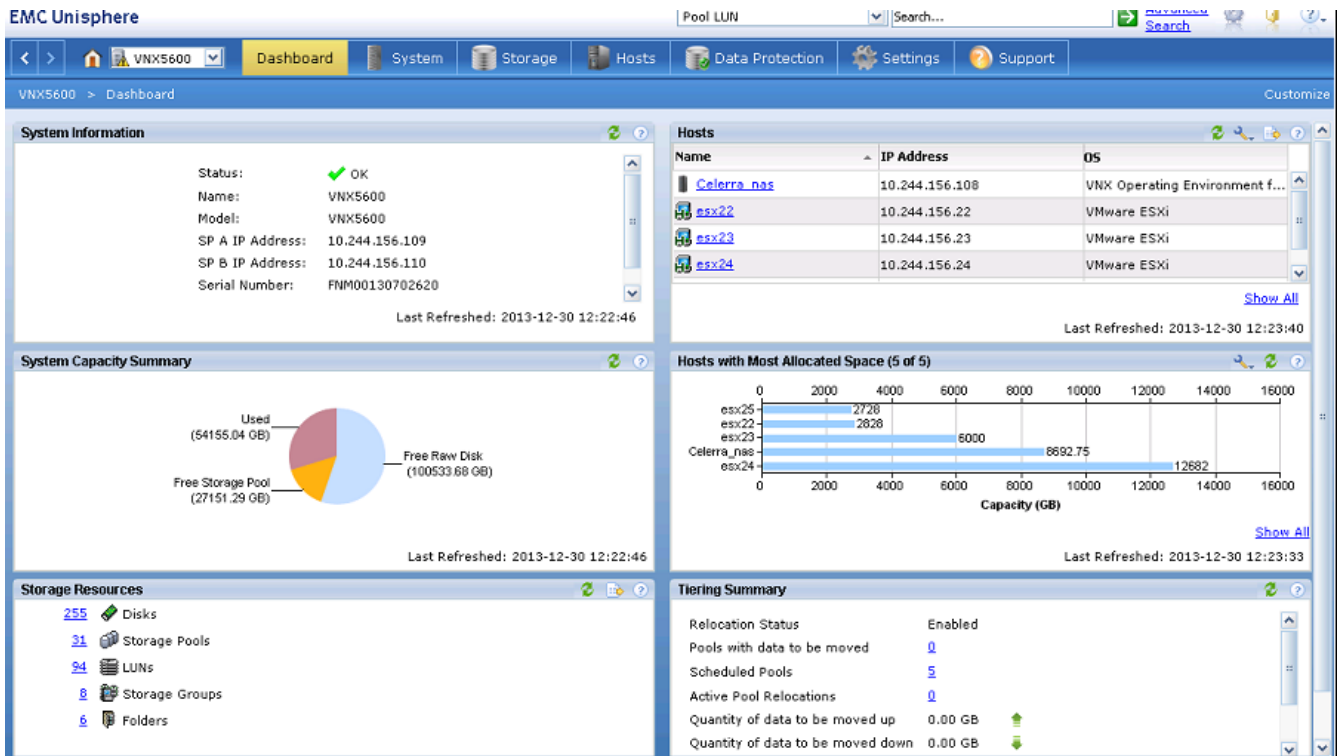 EMC Unisphere
Pool LUN
Search...
Advanced
Search
VNX5600
Dashboard
System
Storage
Hosts
Data Protection
Settings
Support
VNX5600 > Dashboard
Customize
System Information
Status: OK
Name: VNX5600
Model: VNX5600
SP A IP Address: 10.244.156.109
SP B IP Address: 10.244.156.110
Serial Number: FNM00130702620
Last Refreshed: 2013-12-30 12:22:46
Hosts
Name IP Address OS
Celerra_nas 10.244.156.108 VNX Operating Environment f...
esx22 10.244.156.22 VMware ESXi
esx23 10.244.156.23 VMware ESXi
esx24 10.244.156.24 VMware ESXi
Show All
Last Refreshed: 2013-12-30 12:23:40
System Capacity Summary
Used
(54155.04 GB)
Free Raw Disk
(100533.68 GB)
Free Storage Pool
(27151.29 GB)
Last Refreshed: 2013-12-30 12:22:46
Hosts with Most Allocated Space (5 of 5)
0 2000 4000 6000 8000 10000 12000 14000 16000
esx25 2728
esx22 2828
esx23 6000
Celerra_nas 8692.75
esx24 12682
0 2000 4000 6000 8000 10000 12000 14000 16000
Capacity (GB)
Show All
Last Refreshed: 2013-12-30 12:23:33
Storage Resources
255 Disks
31 Storage Pools
94 LUNs
8 Storage Groups
6 Folders
Tiering Summary
Relocation Status Enabled
Pools with data to be moved 0
Scheduled Pools 5
Active Pool Relocations 0
Quantity of data to be moved up 0.00 GB
Quantity of data to be moved down 0.00 GB